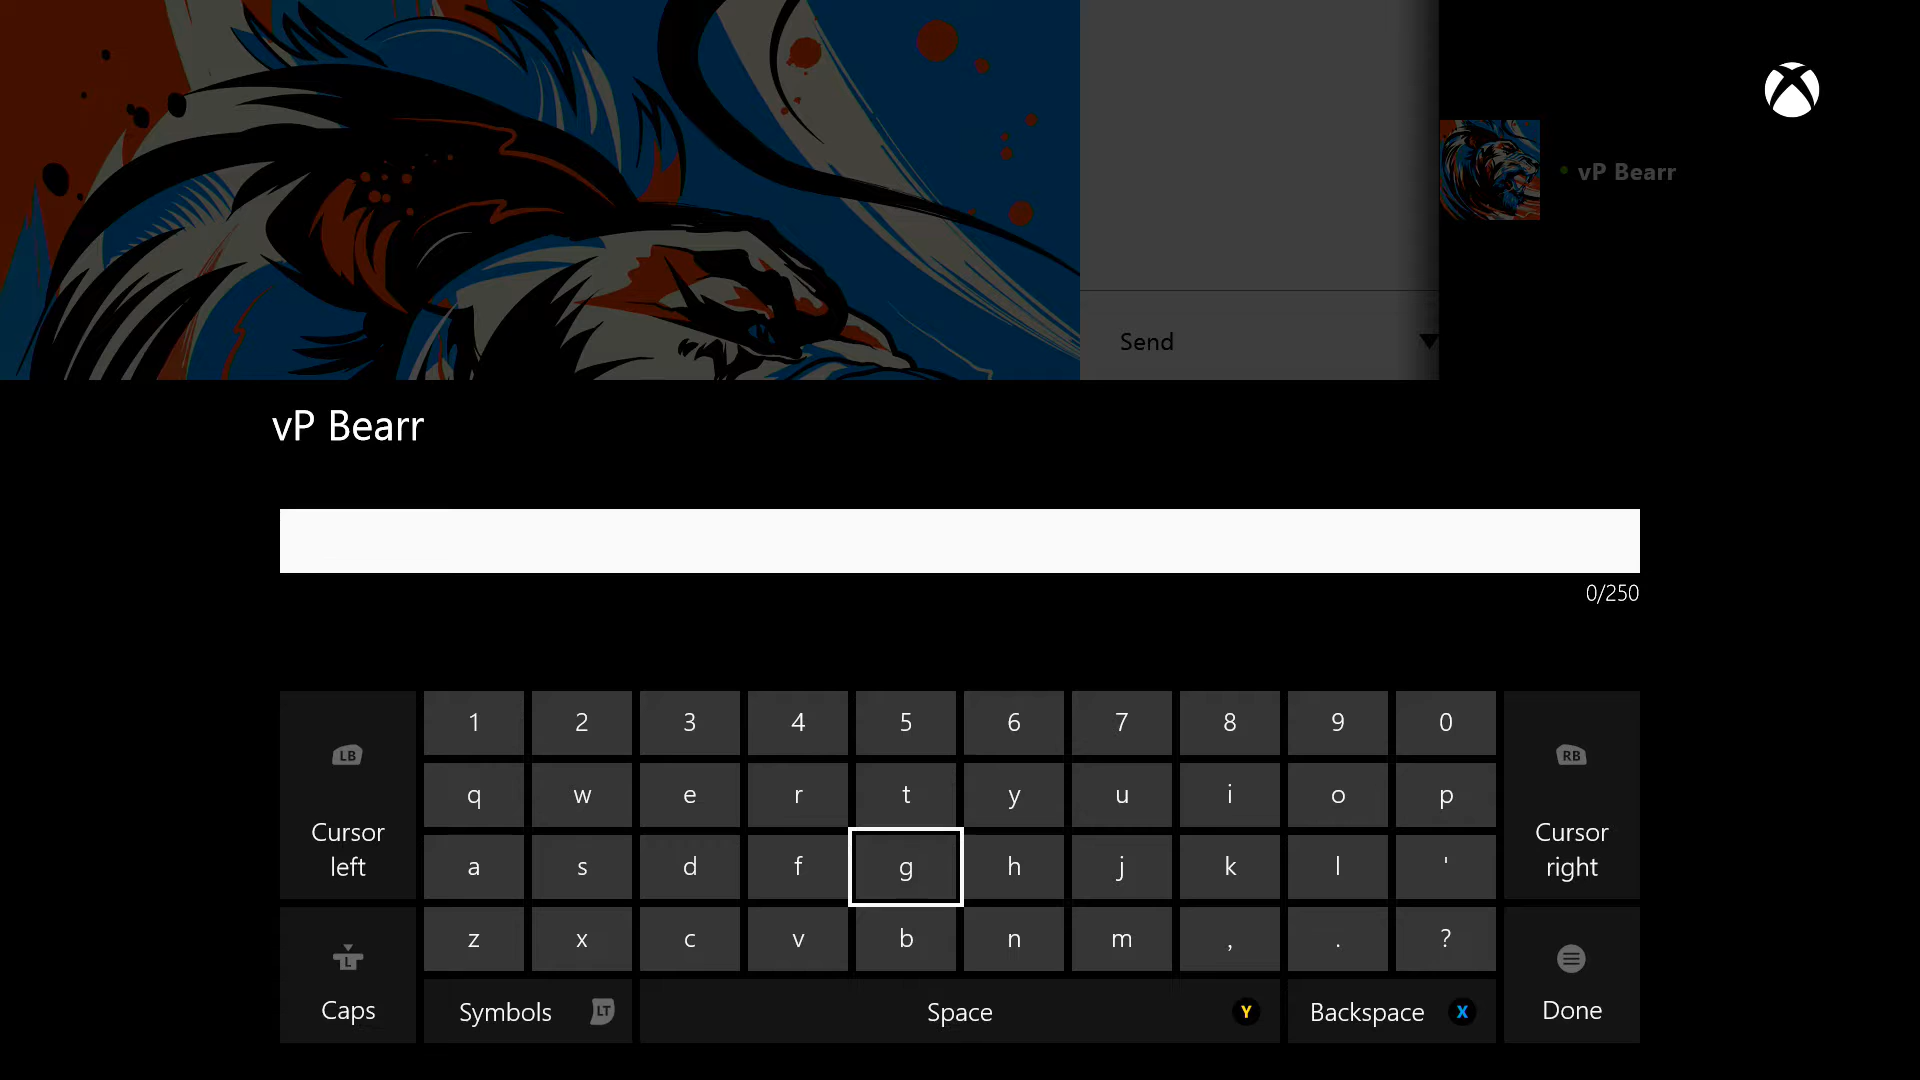 vP Bearr
Send
vP Bearr
0/250
1 2 3 4 5 6 7 8 9 0
LB RB
q w e r t y u i o p
Cursor left
Cursor right
a s d f g h j k l '
z x c v b n m , . ?
L
Caps
Symbols LT
Space Y
Backspace X
Done